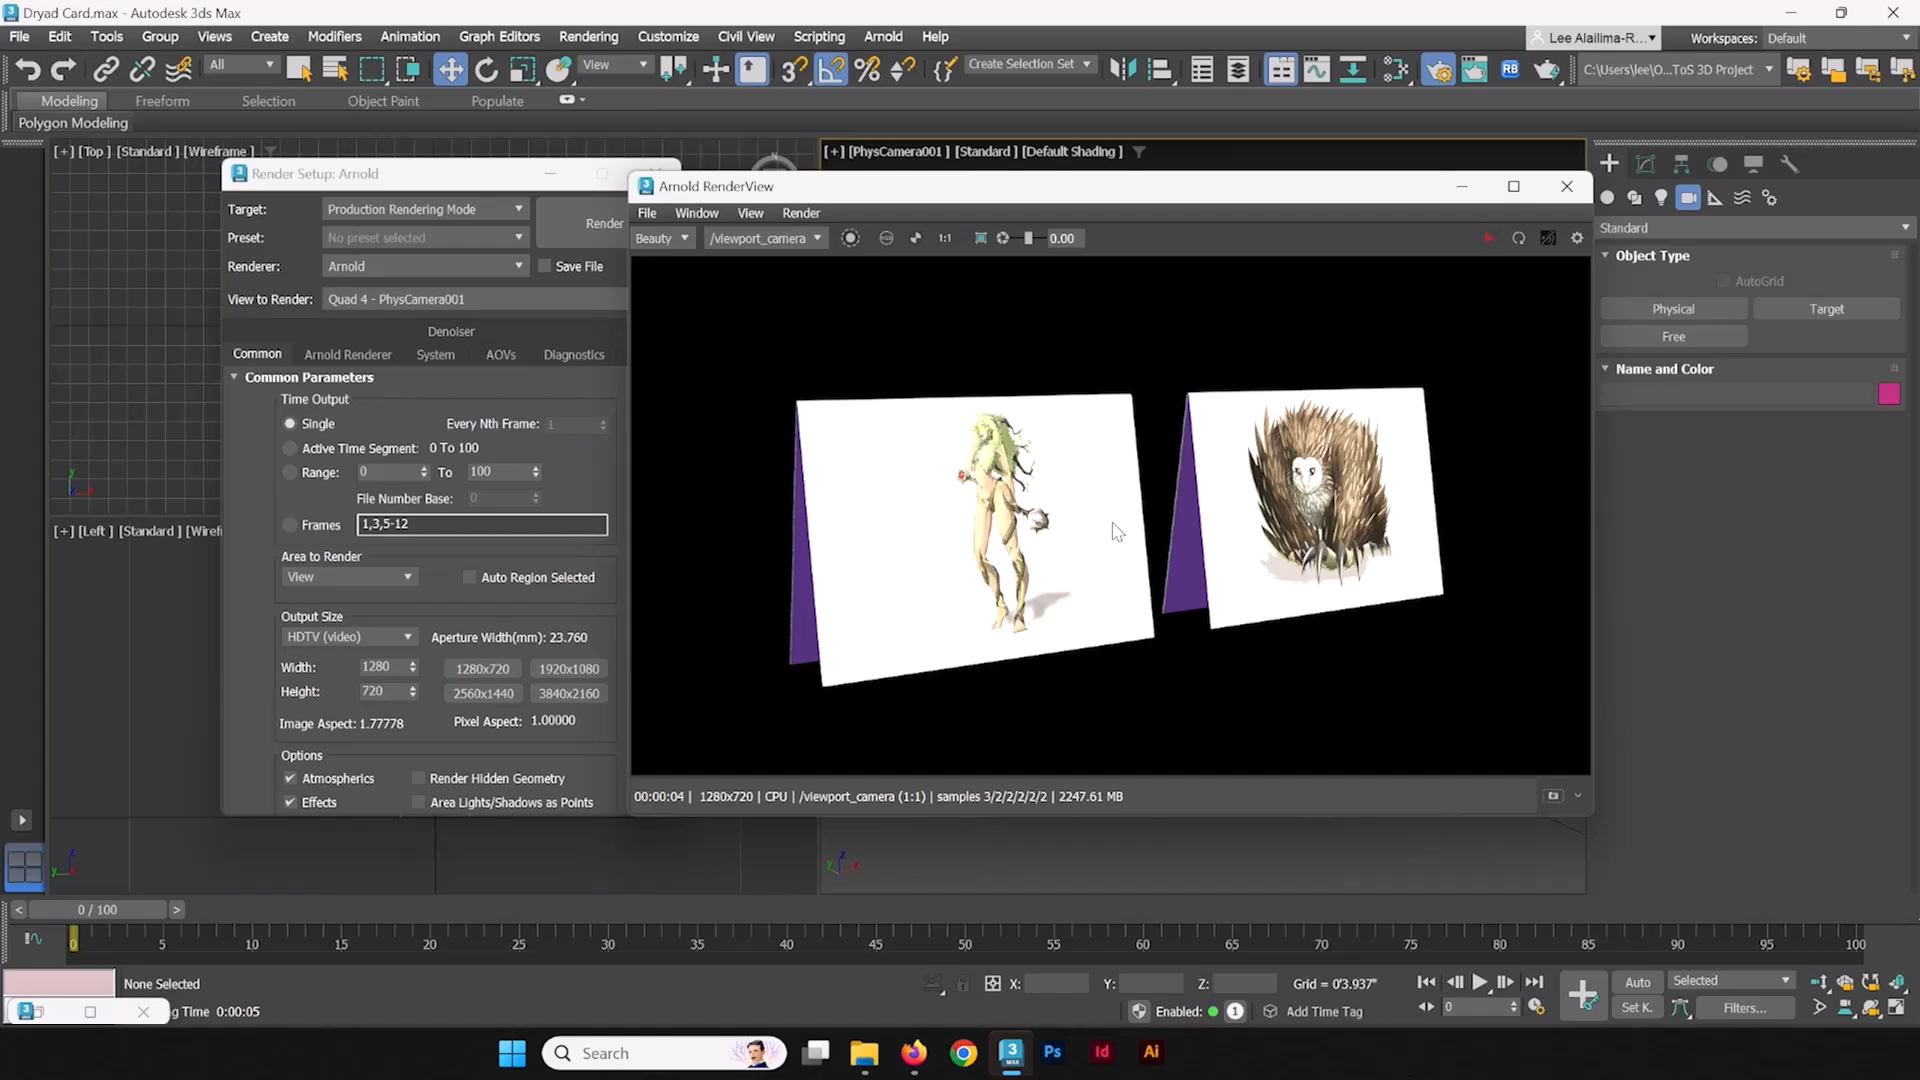 Dryad Card.max - Autodesk 3ds Max
File Edit Tools Group Views Create Modifiers Animation Graph Editors Rendering Customize Civil View Scripting Arnold Help
Lee Alailima-R... Workspaces: Default
All View Create Selection Set RB C:\Users\lee\O...ToS 3D Project
Modeling Freeform Selection Object Paint Populate
Polygon Modeling
[+] [Top ] [Standard ] [Wireframe ]
[+] [PhysCamera001 ] [Standard ] [Default Shading ]
Render Setup: Arnold
Target: Production Rendering Mode
Render
Preset: No preset selected
Renderer: Arnold
Save File
View to Render: Quad 4 - PhysCamera001
Denoiser
Common Arnold Renderer System AOVs Diagnostics
Common Parameters
Time Output
Single Every Nth Frame: 1
Active Time Segment: 0 To 100
Range: 0 To 100
File Number Base: 0
Frames 1,3,5-12
Area to Render
View Auto Region Selected
Output Size
HDTV (video) Aperture Width(mm): 23.760
Width: 1280 1280x720 1920x1080
Height: 720 2560x1440 3840x2160
Image Aspect: 1.77778 Pixel Aspect: 1.00000
Options
Atmospherics Render Hidden Geometry
Effects Area Lights/Shadows as Points
Arnold RenderView
File Window View Render
Beauty /viewport_camera 1:1 0.00
00:00:04 | 1280x720 | CPU | /viewport_camera (1:1) | samples 3/2/2/2/2/2 | 2247.61 MB
Standard
Object Type
AutoGrid
Physical Target
Free
Name and Color
[+] [Left ] [Standard ] [Wiref
0 / 100
0 5 10 15 20 25 30 35 40 45 50 55 60 65 70 75 80 85 90 95 100
None Selected
X: Y: Z: Grid = 0'3.937"
Auto Selected
g Time 0:00:05
Enabled: 1 Add Time Tag
0
Set K. Filters...
Search
3 MAX Ps Id Ai